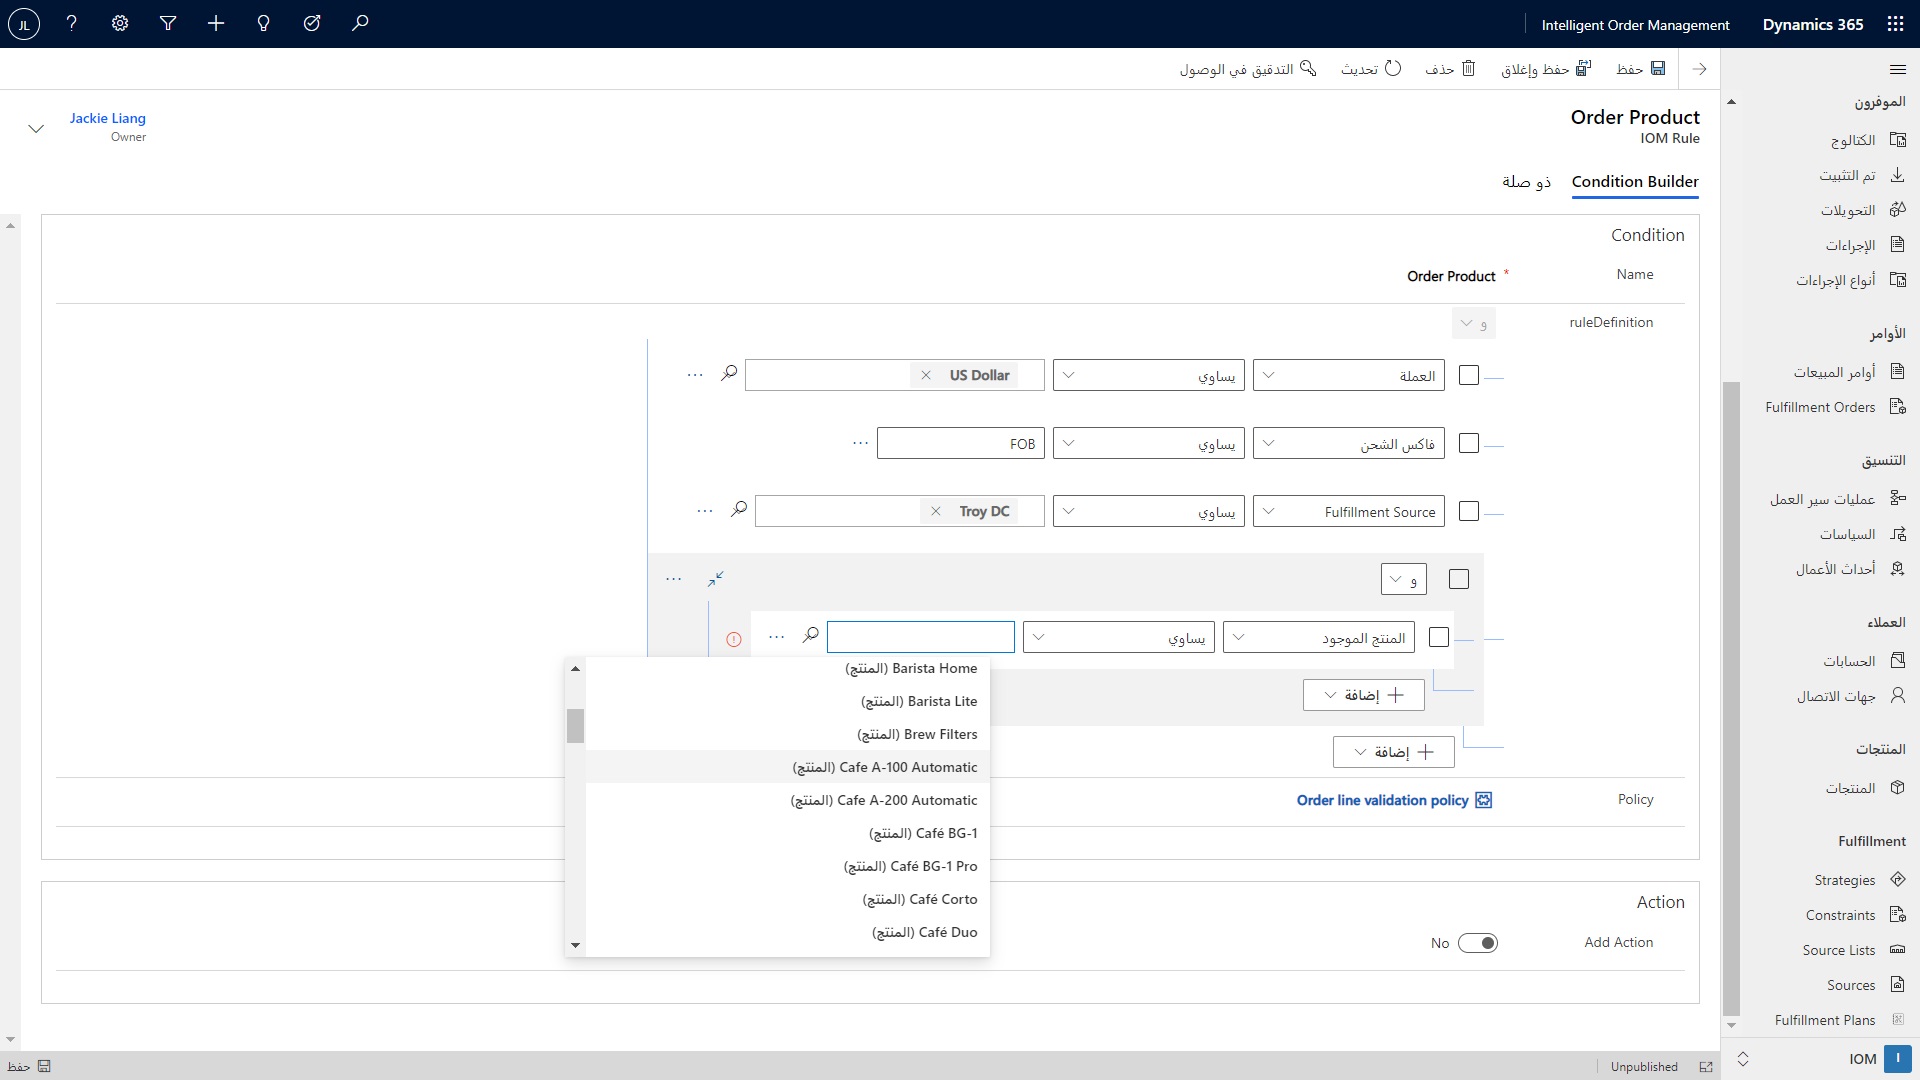 Dynamics 365
Intelligent Order Management
JL
حفظ
حفظ وإغلاق
حذف
تحديث
التدقيق في الوصول
Order Product
IOM Rule
Jackie Liang
Owner
Condition Builder
ذو صلة
Condition
Name
* Order Product
ruleDefinition
و
العملة
يساوي
US Dollar
فاكس الشحن
يساوي
FOB
Fulfillment Source
يساوي
Troy DC
و
المنتج الموجود
يساوي
Barista Home (المنتج)
Barista Lite (المنتج)
Brew Filters (المنتج)
Cafe A-100 Automatic (المنتج)
Cafe A-200 Automatic (المنتج)
Café BG-1 (المنتج)
Café BG-1 Pro (المنتج)
Café Corto (المنتج)
Café Duo (المنتج)
إضافة
إضافة
Policy
Order line validation policy
Action
Add Action
No
الموفرون
الكتالوج
تم التثبيت
التحويلات
الإجراءات
أنواع الإجراءات
الأوامر
أوامر المبيعات
Fulfillment Orders
التنسيق
عمليات سير العمل
السياسات
أحداث الأعمال
العملاء
الحسابات
جهات الاتصال
المنتجات
المنتجات
Fulfillment
Strategies
Constraints
Source Lists
Sources
Fulfillment Plans
I
IOM
Unpublished
حفظ